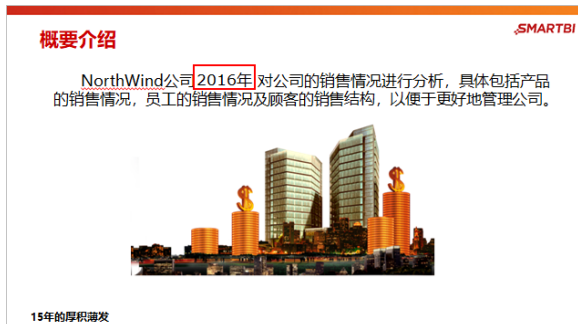 SMARTBI
概要介绍
NorthWind公司2016年 对公司的销售情况进行分析，具体包括产品
的销售情况，员工的销售情况及顾客的销售结构，以便于更好地管理公司。
15年的厚积薄发